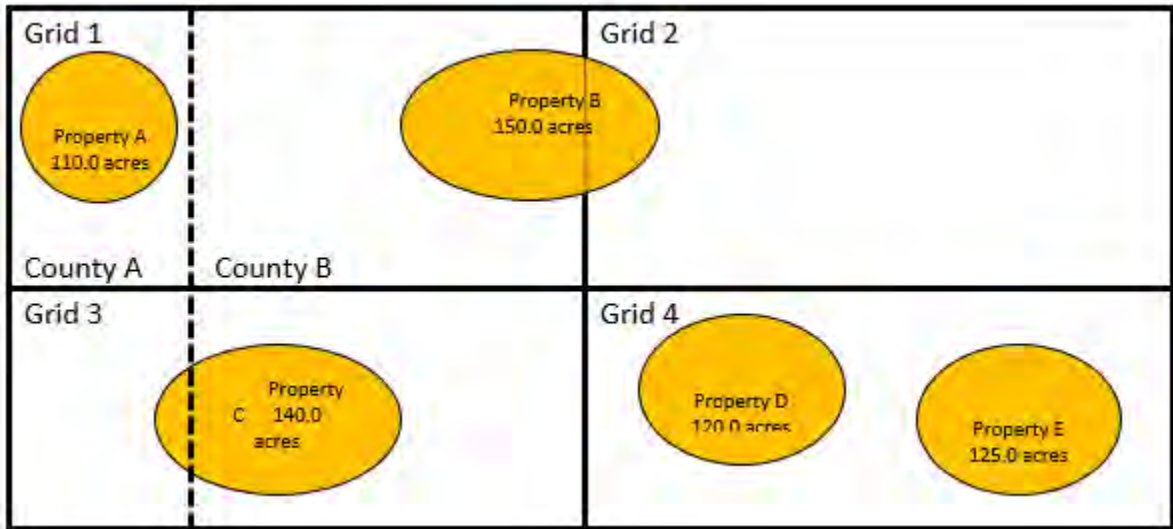 Grid 1
Grid 2
Property A
110.0 acres
Property B
150.0 acres
County A
County B
Grid 3
Grid 4
Property
C 140.0
acres
Property D
120.0 acres
Property E
125.0 acres